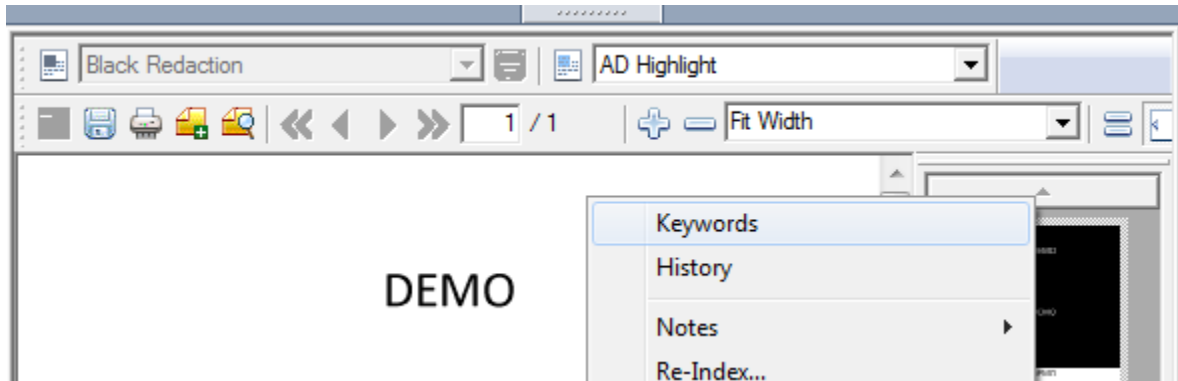 Black Redaction AD Highlight
1 / 1 Fit Width
Keywords
History
DEMO
Notes
Re-Index...